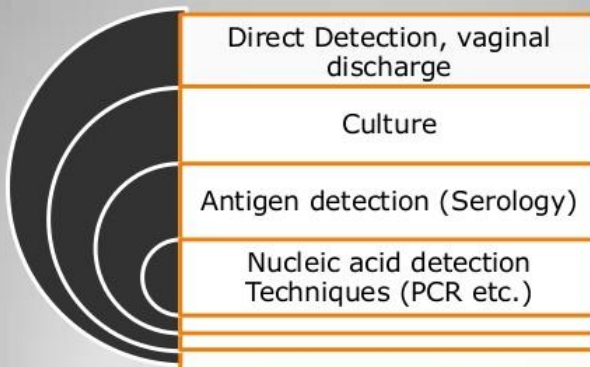 Direct Detection, vaginal
discharge
Culture
Antigen detection (Serology)
Nucleic acid detection
Techniques (PCR etc.)